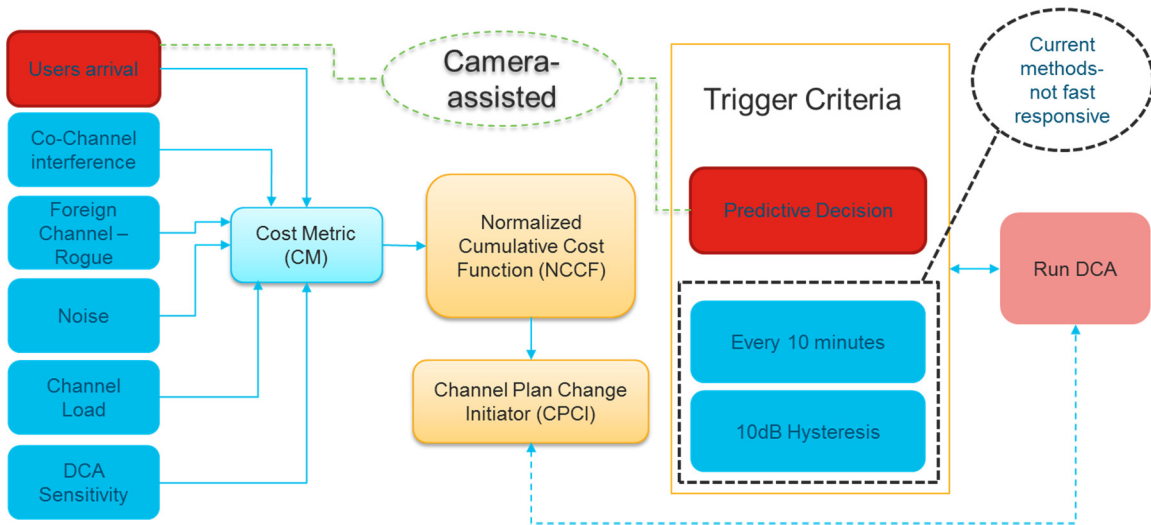 Users arrival
Co-Channel
interference
Foreign
Channel –
Rogue
Noise
Channel
Load
DCA
Sensitivity
Cost Metric
(CM)
Camera-
assisted
Normalized
Cumulative Cost
Function (NCCF)
Channel Plan Change
Initiator (CPCI)
Trigger Criteria
Predictive Decision
Every 10 minutes
10dB Hysteresis
Current
methods-
not fast
responsive
Run DCA